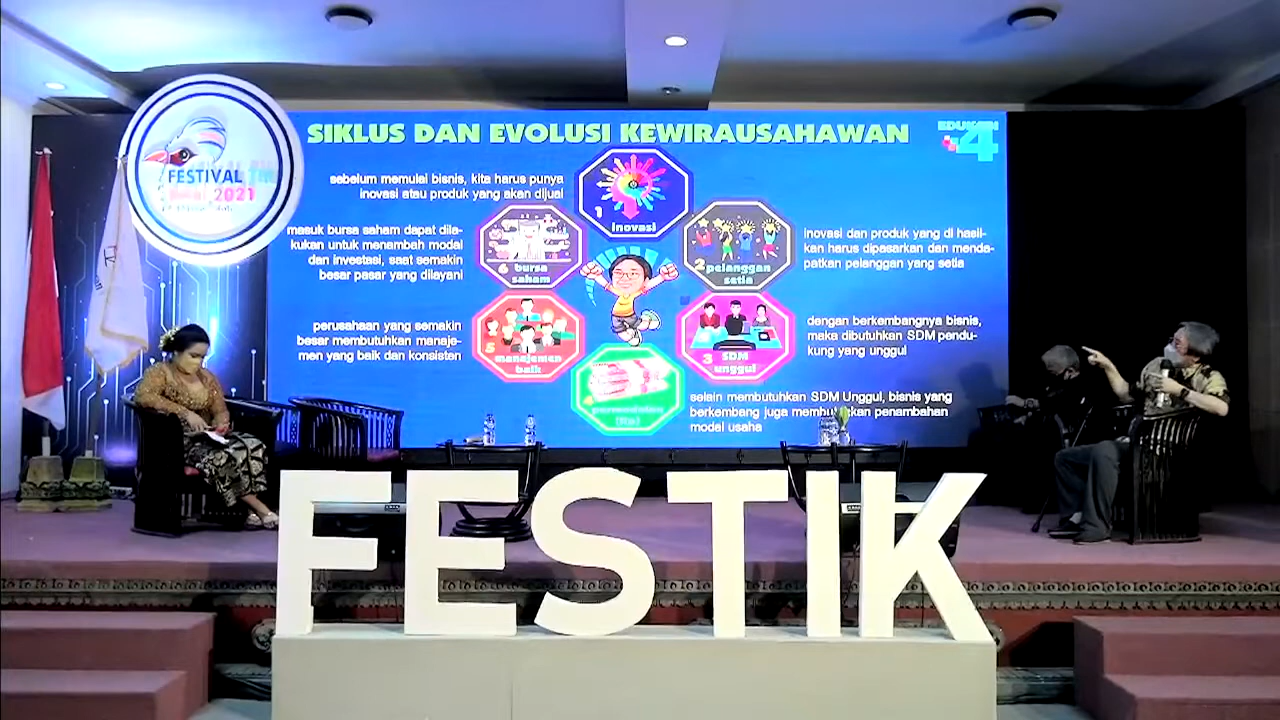 SIKLUS DAN EVOLUSI KEWIRAUSAHAWAN
4
FESTIVAL
2021
sebelum memulai bisnis, kita harus punya
inovasi atau produk yang akan dijual
1
inovasi
masuk bursa saham dapat dila-
kukan untuk menambah modal
dan investasi, saat semakin
besar pasar yang dilayani
6 bursa
saham
2 pelanggan
setia
inovasi dan produk yang di hasil-
kan harus dipasarkan dan menda-
patkan pelanggan yang setia
perusahaan yang semakin
besar membutuhkan manaje-
men yang baik dan konsisten
5
manajemen
baik
3 SDM
unggul
dengan berkembangnya bisnis,
maka dibutuhkan SDM pendu-
kung yang unggul
selain membutuhkan SDM Unggul, bisnis yang
berkembang juga membutuhkan penambahan
modal usaha
FESTIK